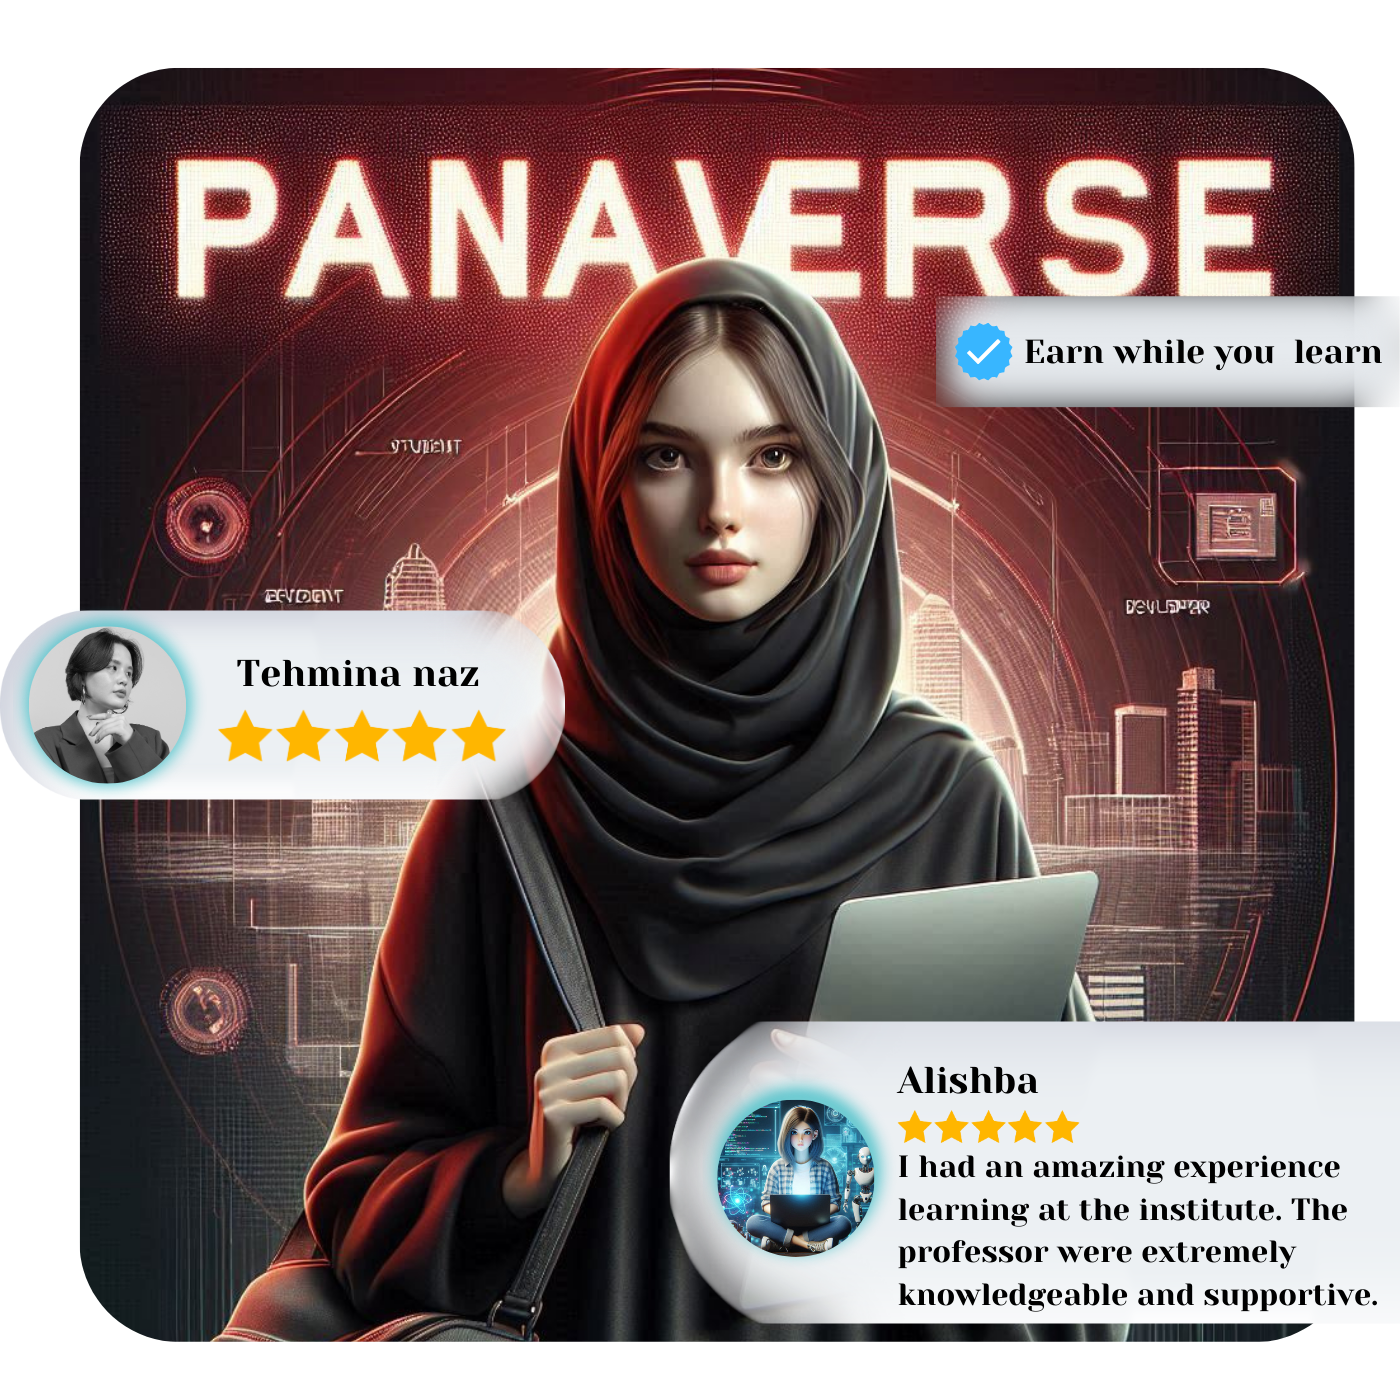 PANAVERSE
Earn while you learn
Tehmina naz
Alishba
I had an amazing experience
learning at the institute. The
professor were extremely
knowledgeable and supportive.